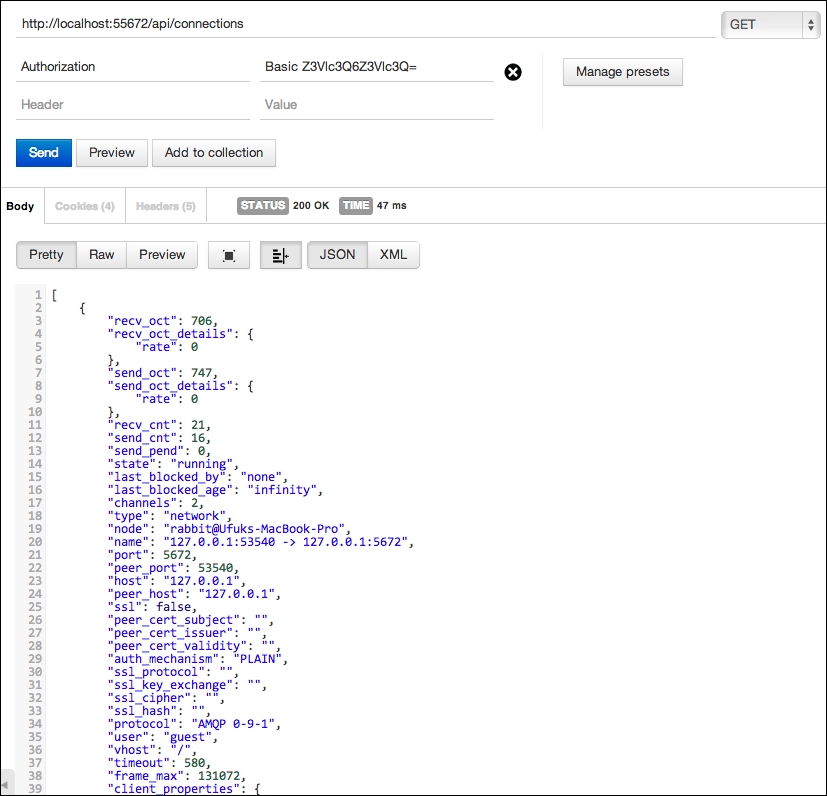 http://localhost:55672/api/connections GET
Authorization Basic Z3Vlc3Q6Z3Vlc3Q=
Manage presets
Header Value
Send Preview Add to collection
Body Cookies (4) Headers (5) STATUS 200 OK TIME 47 ms
Pretty Raw Preview JSON XML
1 [
2 {
3 "recv_oct": 706,
4 "recv_oct_details": {
5 "rate": 0
6 },
7 "send_oct": 747,
8 "send_oct_details": {
9 "rate": 0
10 },
11 "recv_cnt": 21,
12 "send_cnt": 16,
13 "send_pend": 0,
14 "state": "running",
15 "last_blocked_by": "none",
16 "last_blocked_age": "infinity",
17 "channels": 2,
18 "type": "network",
19 "node": "rabbit@Ufuks-MacBook-Pro",
20 "name": "127.0.0.1:53540 -> 127.0.0.1:5672",
21 "port": 5672,
22 "peer_port": 53540,
23 "host": "127.0.0.1",
24 "peer_host": "127.0.0.1",
25 "ssl": false,
26 "peer_cert_subject": "",
27 "peer_cert_issuer": "",
28 "peer_cert_validity": "",
29 "auth_mechanism": "PLAIN",
30 "ssl_protocol": "",
31 "ssl_key_exchange": "",
32 "ssl_cipher": "",
33 "ssl_hash": "",
34 "protocol": "AMQP 0-9-1",
35 "user": "guest",
36 "vhost": "/",
37 "timeout": 580,
38 "frame_max": 131072,
39 "client_properties": {